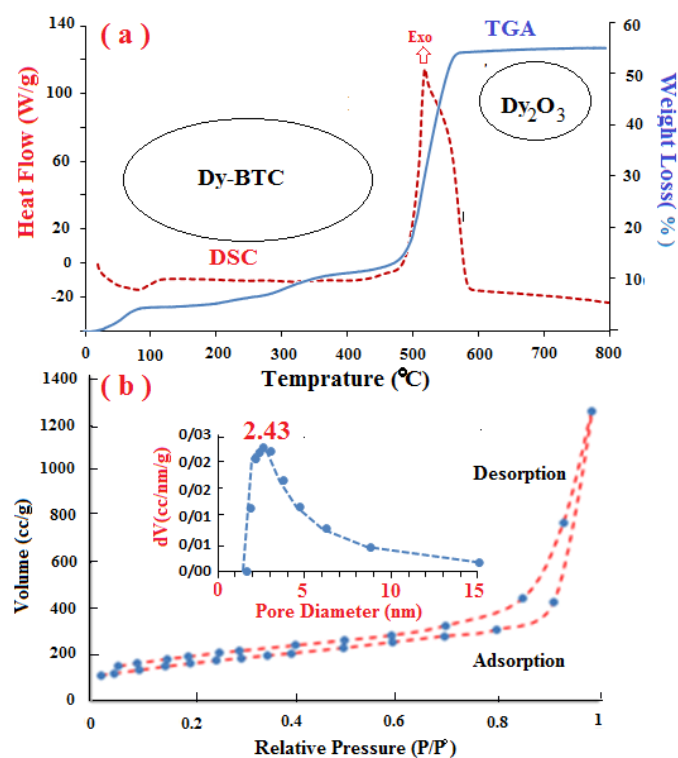 ( a )
140
100
60
20
0
-20
Heat Flow (W/g)
Exo
TGA
Dy-BTC
Dy2O3
DSC
60
50
40
30
20
10
0
Weight Loss( % )
0 100 200 300 400 500 600 700 800
Temprature (°C)
( b )
1400
1200
1000
800
600
400
200
0
Volume (cc/g)
2.43
0/03
0/02
0/02
0/01
0/01
0/00
dV(cc/nm/g)
0 5 10 15
Pore Diameter (nm)
Desorption
Adsorption
0 0.2 0.4 0.6 0.8 1
Relative Pressure (P/P°)